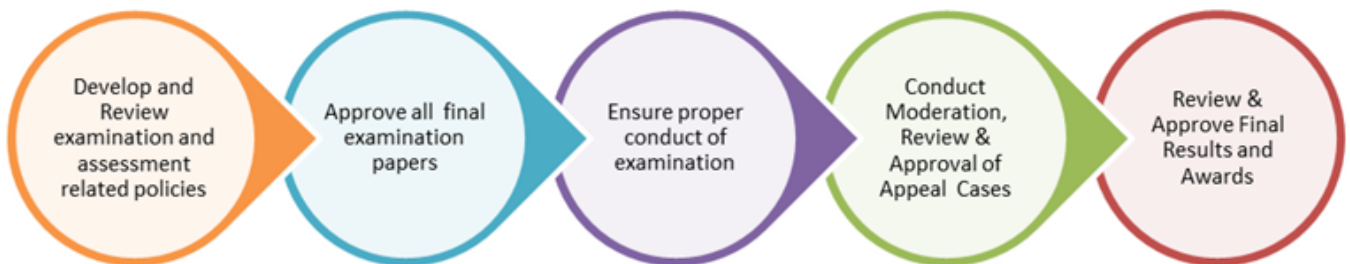 Develop and
Review
examination and
assessment
related policies
Approve all final
examination
papers
Ensure proper
conduct of
examination
Conduct
Moderation,
Review &
Approval of
Appeal Cases
Review &
Approve Final
Results and
Awards